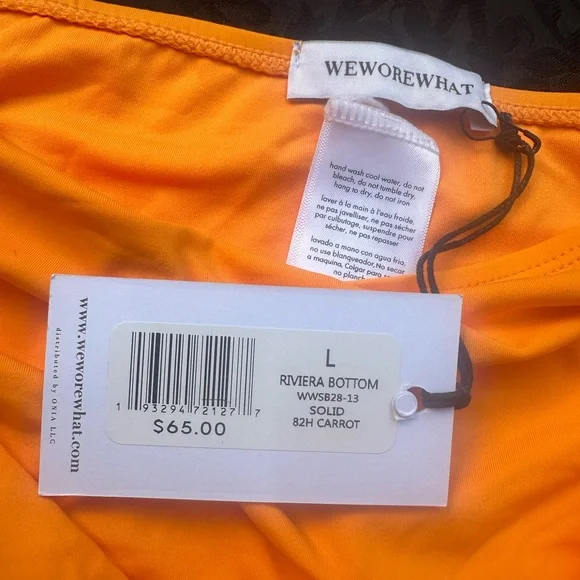 WEWOREWHAT
hand wash cool water, do not
bleach, do not tumble dry,
hang to dry, do not iron
laver à la main à l'eau froide.
ne pas javelliser, ne pas sécher
par culbutage, suspendre pour
sécher, ne pas repasser
lavado a mano con agua fria.
no use blanqueador, No secar
a maquina, Colgar para
no planch
www.weworewhat.com
distributed by ONIA LLC
L
RIVIERA BOTTOM
WWSB28-13
SOLID
82H CARROT
1 93294 72127 7
$65.00